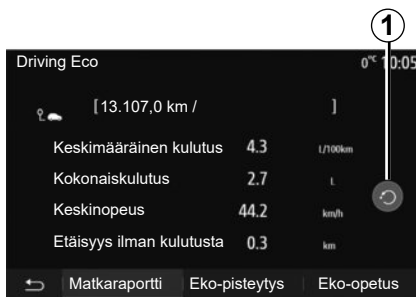 1
Driving Eco 0°C 10:05
[ 13.107,0 km / ]
Keskimääräinen kulutus 4.3 L/100km
Kokonaiskulutus 2.7 L
Keskinopeus 44.2 km/h
Etäisyys ilman kulutusta 0.3 km
Matkaraportti Eko-pisteytys Eko-opetus